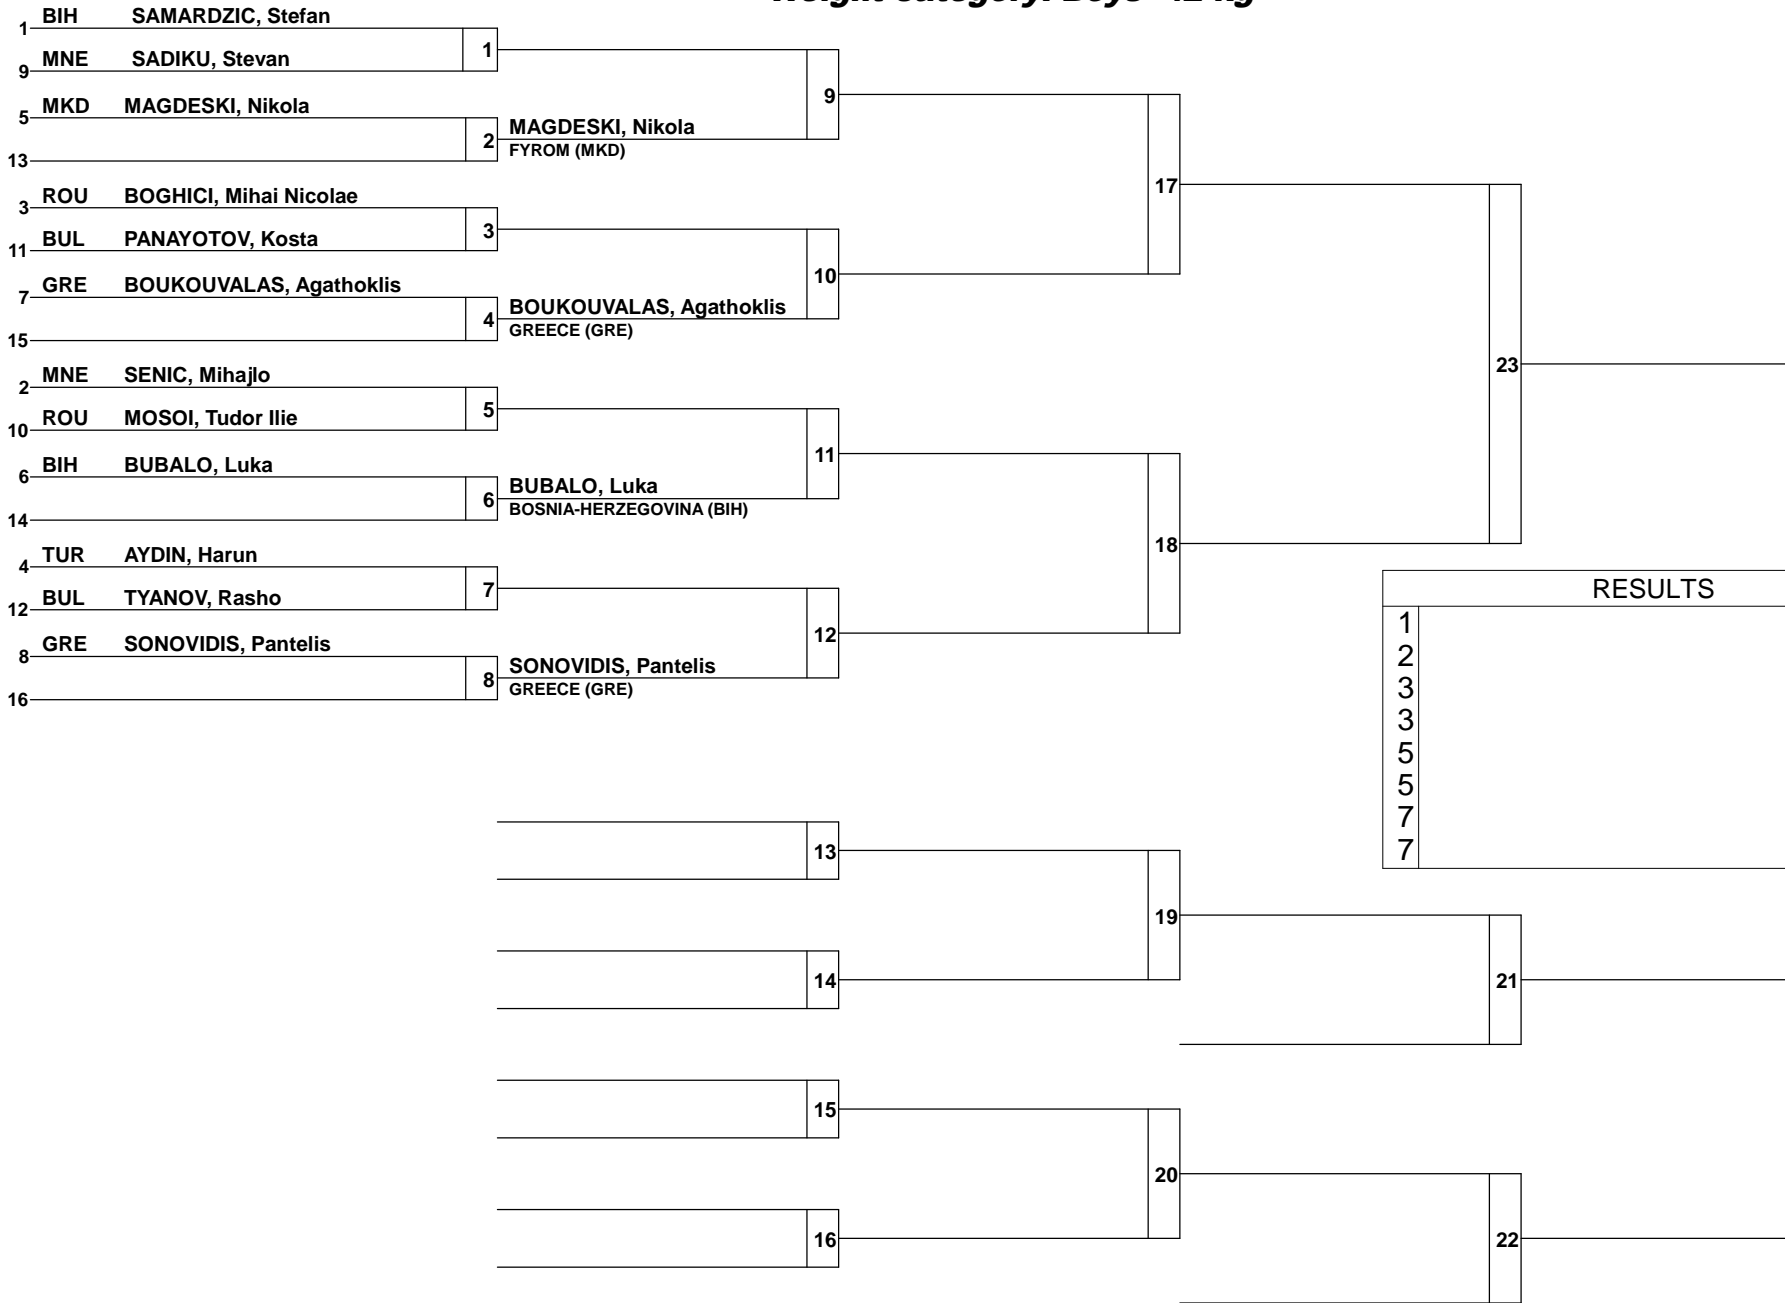 Weight category: Boys -42 kg
1 BIH SAMARDZIC, Stefan
9 MNE SADIKU, Stevan
1
5 MKD MAGDESKI, Nikola
13
2
MAGDESKI, Nikola
FYROM (MKD)
9
3 ROU BOGHICI, Mihai Nicolae
11 BUL PANAYOTOV, Kosta
3
7 GRE BOUKOUVALAS, Agathoklis
15
4
BOUKOUVALAS, Agathoklis
GREECE (GRE)
10
17
2 MNE SENIC, Mihajlo
10 ROU MOSOI, Tudor Ilie
5
6 BIH BUBALO, Luka
14
6
BUBALO, Luka
BOSNIA-HERZEGOVINA (BIH)
11
4 TUR AYDIN, Harun
12 BUL TYANOV, Rasho
7
8 GRE SONOVIDIS, Pantelis
16
8
SONOVIDIS, Pantelis
GREECE (GRE)
12
18
23
RESULTS
1
2
3
3
5
5
7
7
13
14
19
21
15
16
20
22